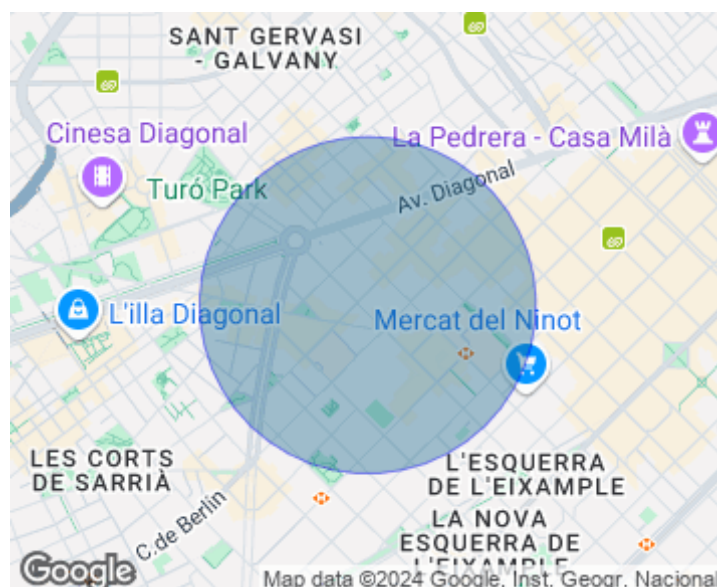 SANT GERVASI
- GALVANY
Cinesa Diagonal
La Pedrera - Casa Milà
Turó Park
Av. Diagonal
L'illa Diagonal
Mercat del Ninot
LES CORTS
DE SARRIÀ
L'ESQUERRA
DE L'EIXAMPLE
C.de Berlín
LA NOVA
ESQUERRA DE
L'EIXAMPLE
Google
Map data ©2024 Google, Inst. Geogr. Nacional